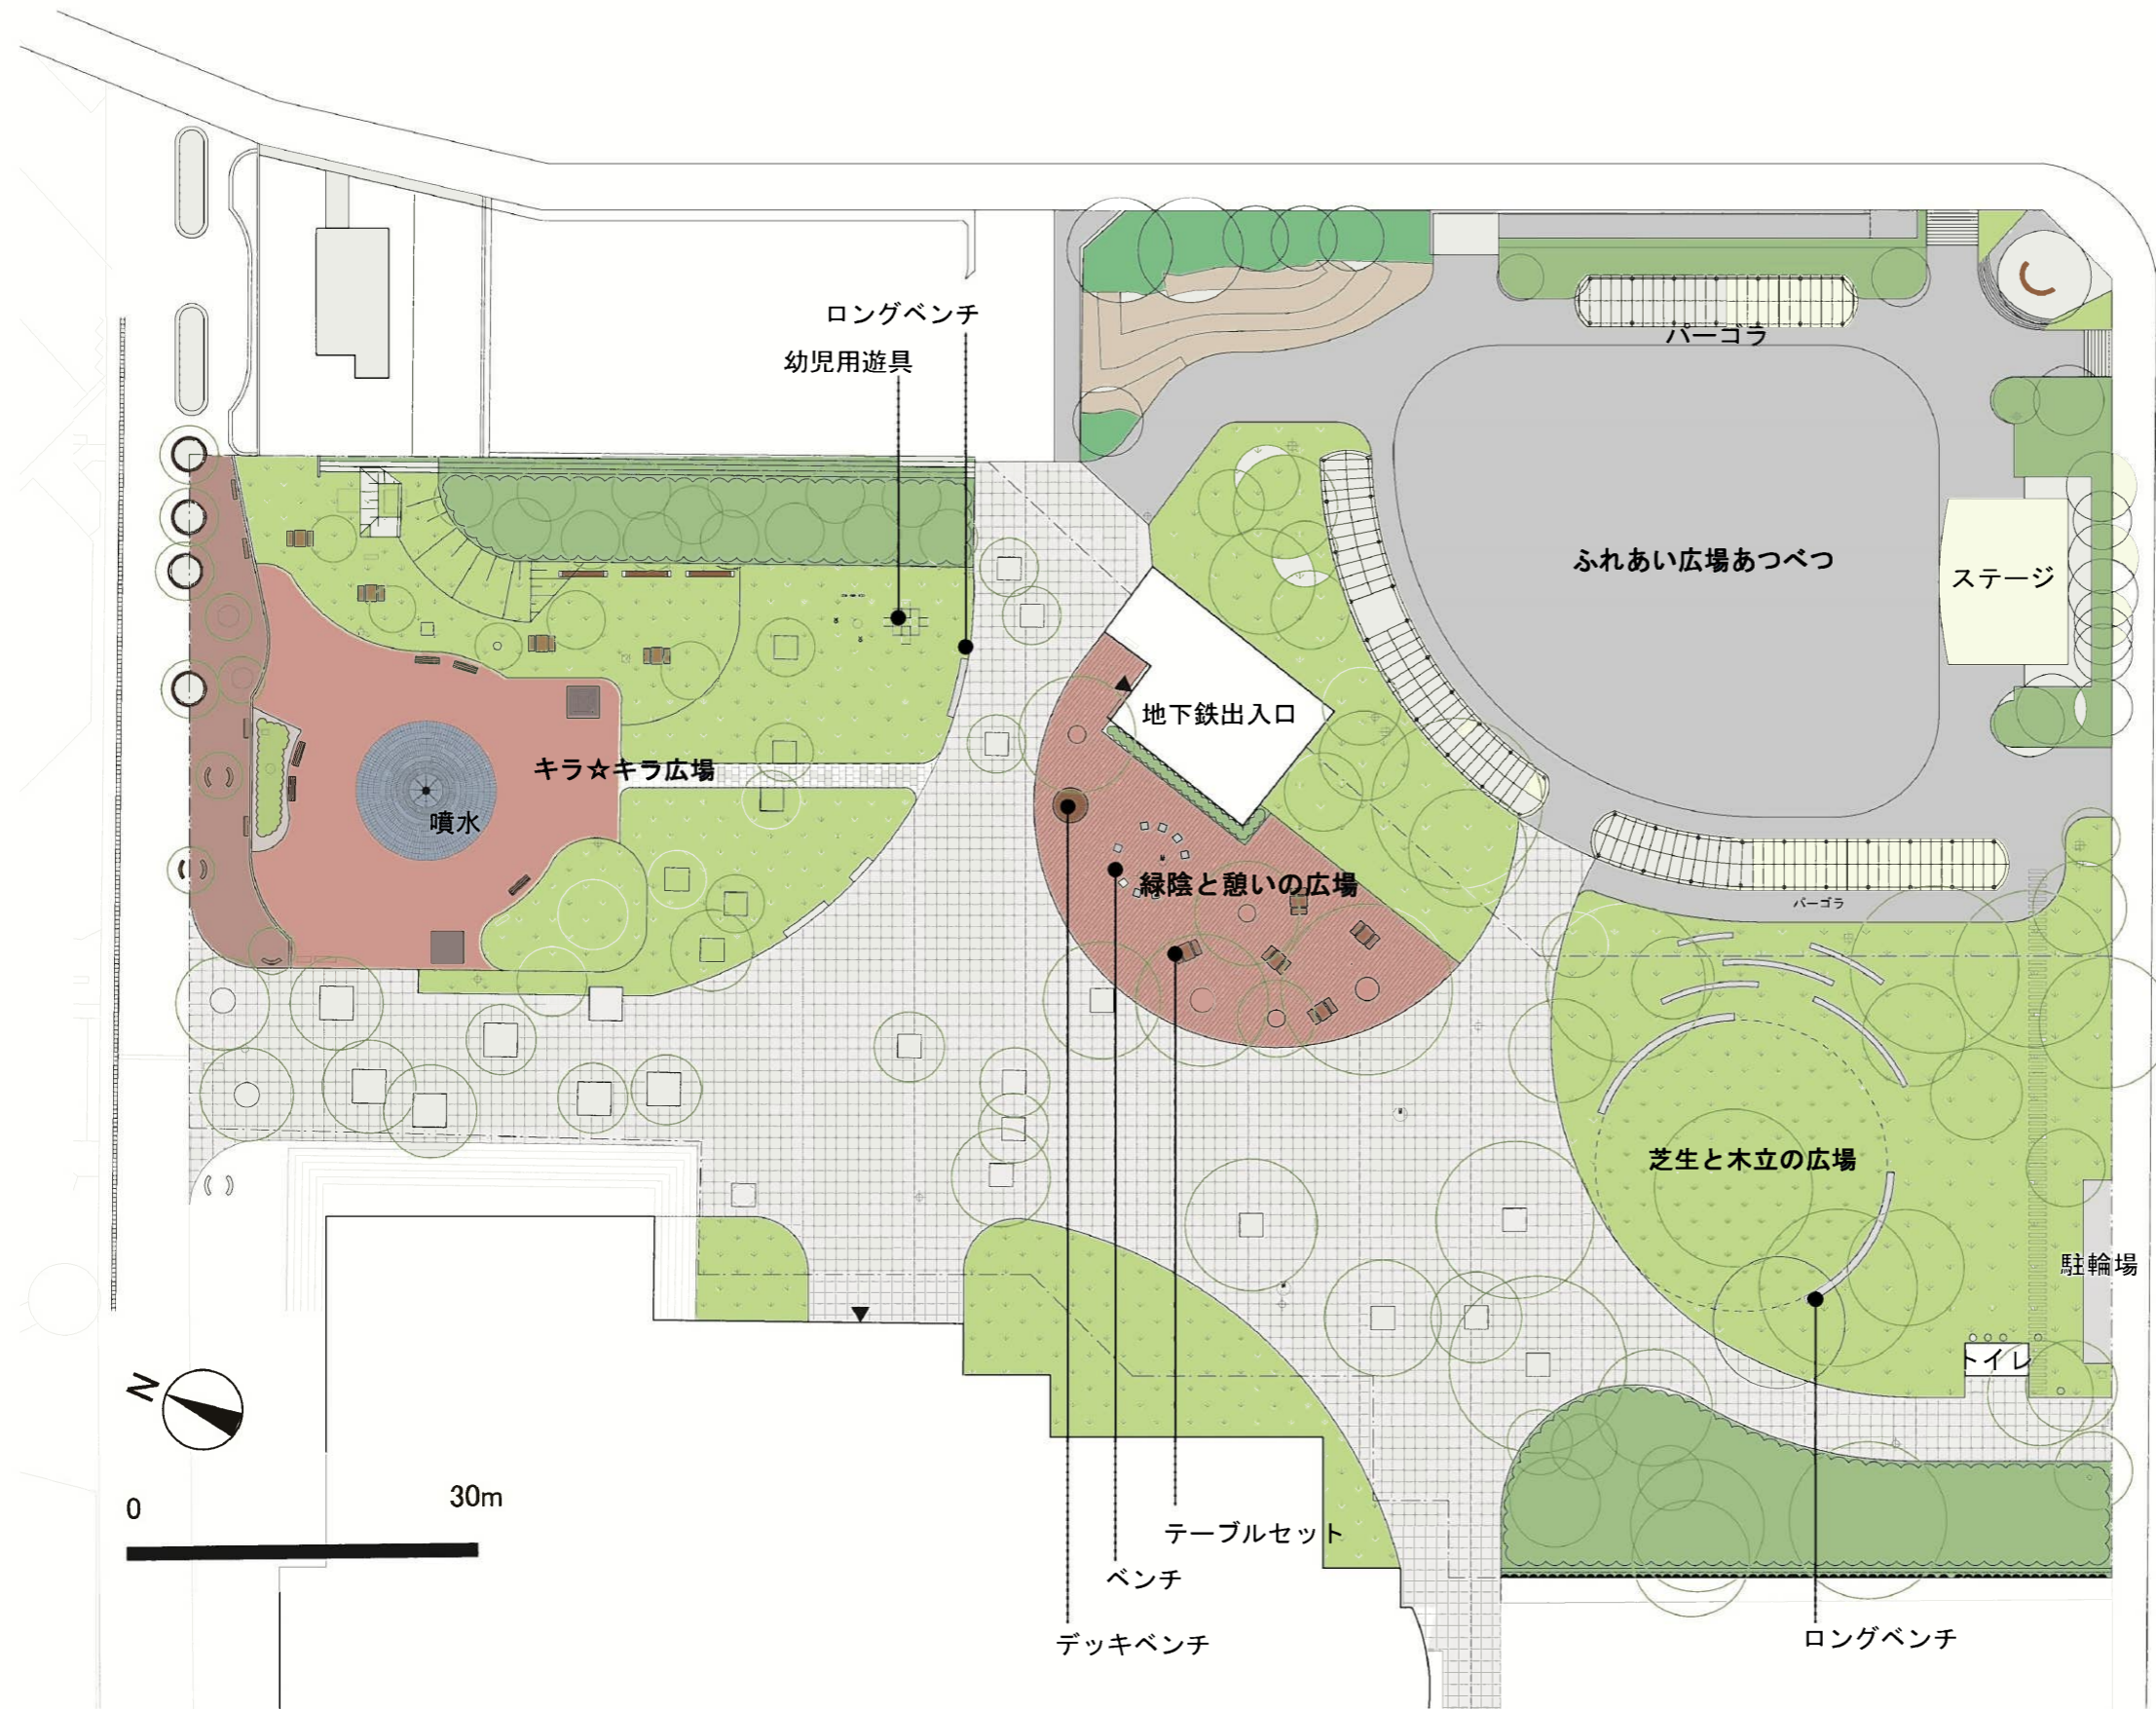 ロングベンチ
幼児用遊具
パーゴラ
ふれあい広場あつべつ
ステージ
地下鉄出入口
キラ☆キラ広場
噴水
緑陰と憩いの広場
パーゴラ
芝生と木立の広場
駐輪場
トイレ
N
0
30m
テーブルセット
ベンチ
デッキベンチ
ロングベンチ